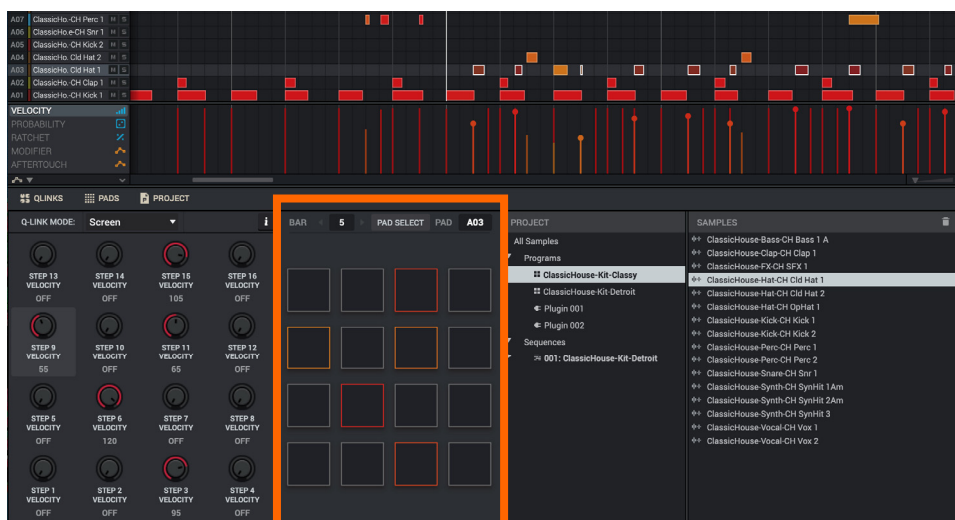 A07 ClassicHo.-CH Perc 1 M S
A06 ClassicHo.e-CH Snr 1 M S
A05 ClassicHo.-CH Kick 2 M S
A04 ClassicHo. Cld Hat 2 M S
A03 ClassicHo. Cld Hat 1 M S
A02 ClassicHo.-CH Clap 1 M S
A01 ClassicHo.-CH Kick 1 M S
VELOCITY
PROBABILITY
RATCHET
MODIFIER
AFTERTOUCH
QLINKS PADS PROJECT
Q-LINK MODE: Screen i
STEP 13 STEP 14 STEP 15 STEP 16
VELOCITY VELOCITY VELOCITY VELOCITY
OFF OFF 105 OFF
STEP 9 STEP 10 STEP 11 STEP 12
VELOCITY VELOCITY VELOCITY VELOCITY
55 OFF 65 OFF
STEP 5 STEP 6 STEP 7 STEP 8
VELOCITY VELOCITY VELOCITY VELOCITY
OFF 120 OFF OFF
STEP 1 STEP 2 STEP 3 STEP 4
VELOCITY VELOCITY VELOCITY VELOCITY
OFF OFF 95 OFF
BAR 5 PAD SELECT PAD A03
PROJECT
All Samples
Programs
ClassicHouse-Kit-Classy
ClassicHouse-Kit-Detroit
Plugin 001
Plugin 002
Sequences
001: ClassicHouse-Kit-Detroit
SAMPLES
ClassicHouse-Bass-CH Bass 1 A
ClassicHouse-Clap-CH Clap 1
ClassicHouse-FX-CH SFX 1
ClassicHouse-Hat-CH Cld Hat 1
ClassicHouse-Hat-CH Cld Hat 2
ClassicHouse-Hat-CH OpHat 1
ClassicHouse-Kick-CH Kick 1
ClassicHouse-Kick-CH Kick 2
ClassicHouse-Perc-CH Perc 1
ClassicHouse-Perc-CH Perc 2
ClassicHouse-Snare-CH Snr 1
ClassicHouse-Synth-CH SynHit 1Am
ClassicHouse-Synth-CH SynHit 2Am
ClassicHouse-Synth-CH SynHit 3
ClassicHouse-Vocal-CH Vox 1
ClassicHouse-Vocal-CH Vox 2